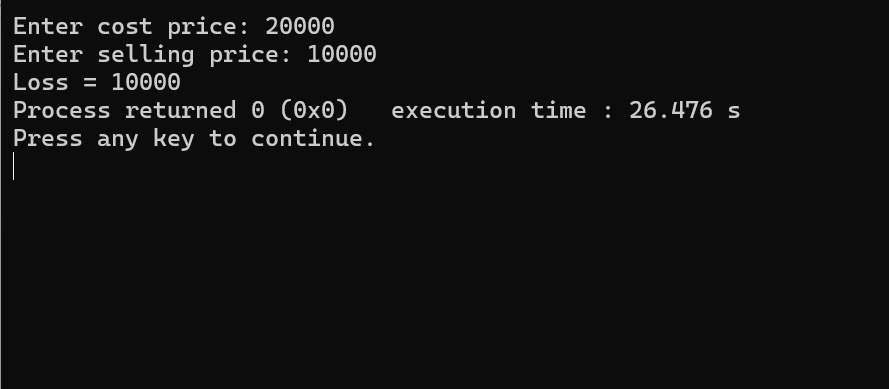 Enter cost price: 20000
Enter selling price: 10000
Loss = 10000
Process returned 0 (0x0)   execution time : 26.476 s
Press any key to continue.